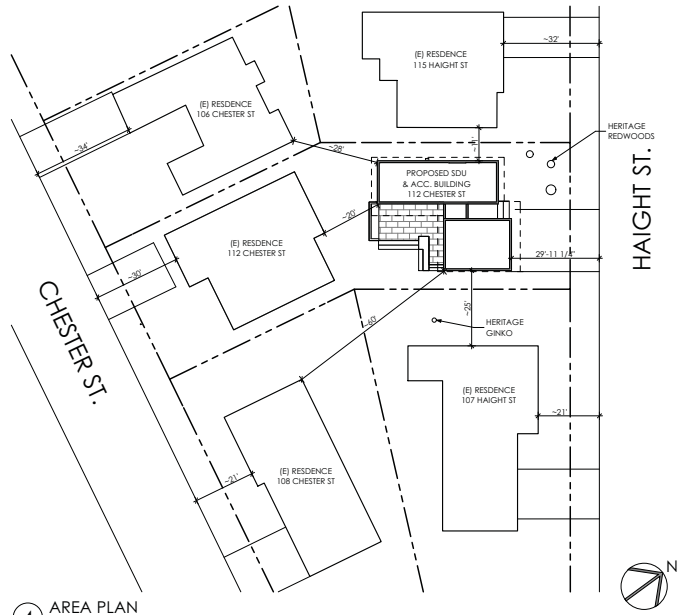 ~32'
(E) RESDENCE
115 HAIGHT ST
(E) RESDENCE
106 CHESTER ST
HERITAGE
REDWOODS
~34'
~28'
~11'
PROPOSED SDU
& ACC. BUILDING
112 CHESTER ST
HAIGHT ST.
~20'
(E) RESDENCE
112 CHESTER ST
29'-11 1/4"
~30'
CHESTER ST.
~60'
~25'
HERITAGE
GINKO
(E) RESDENCE
107 HAIGHT ST
~21'
(E) RESDENCE
108 CHESTER ST
~21'
N
AREA PLAN